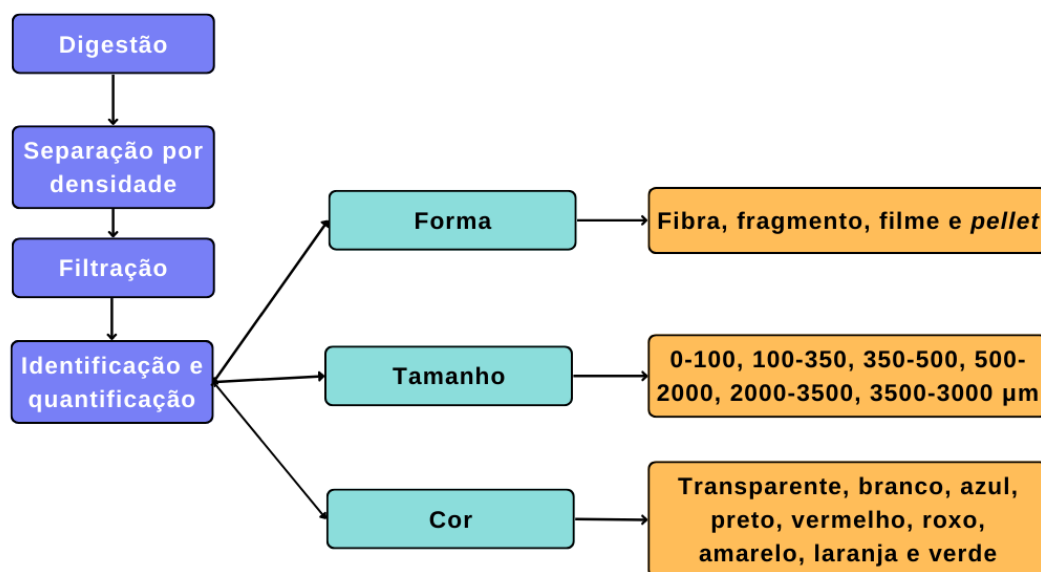 Digestão
Separação por
densidade
Filtração
Identificação e
quantificação
Forma
Fibra, fragmento, filme e pellet
Tamanho
0-100, 100-350, 350-500, 500-
2000, 2000-3500, 3500-3000 µm
Cor
Transparente, branco, azul,
preto, vermelho, roxo,
amarelo, laranja e verde